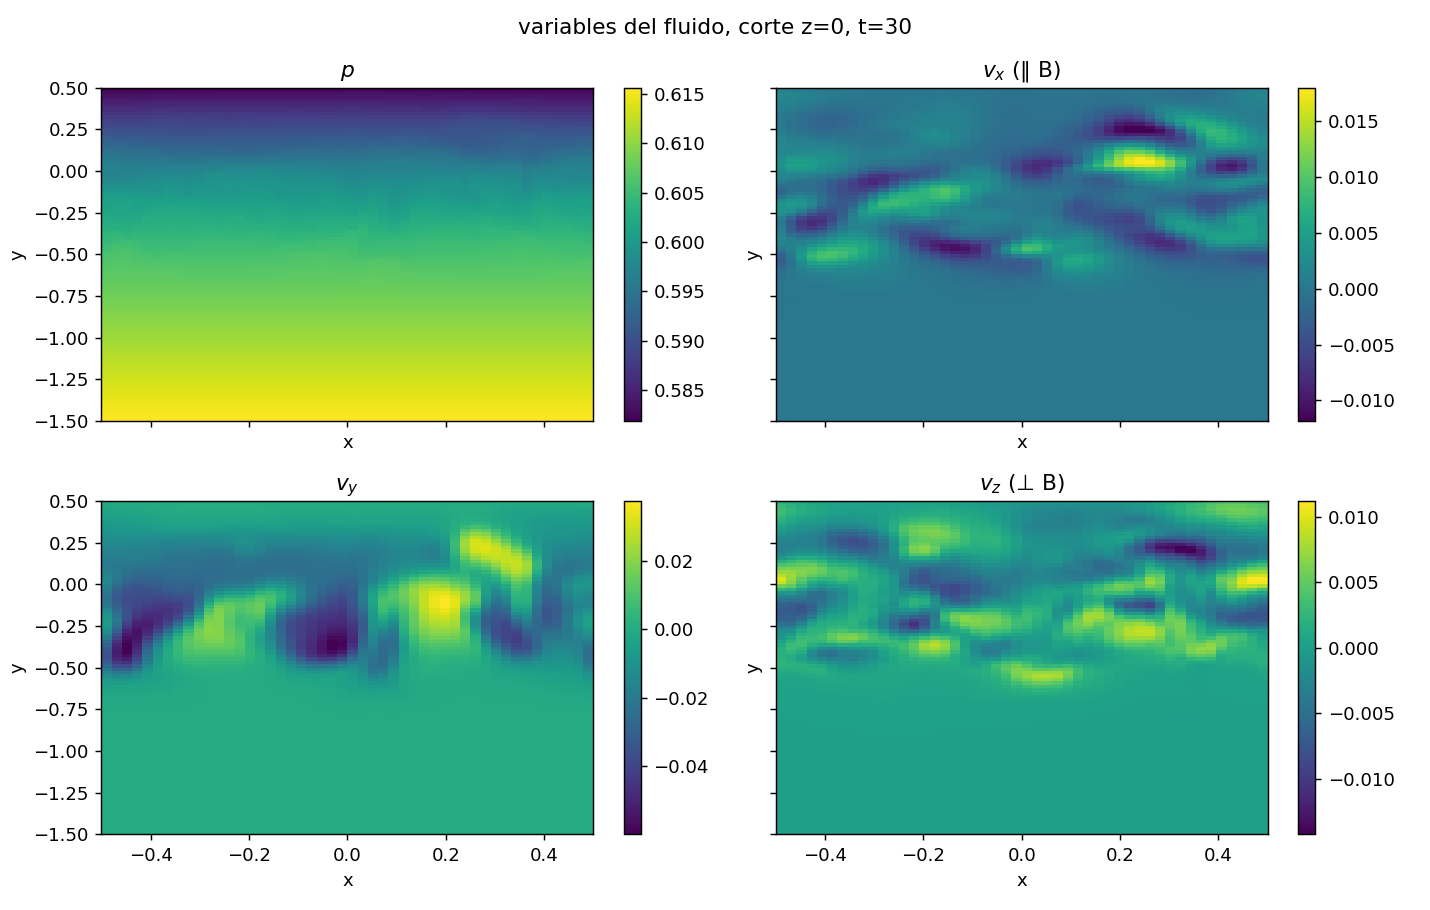 variables del fluido, corte z=0, t=30
p
0.50
0.25
0.00
−0.25
−0.50
−0.75
−1.00
−1.25
−1.50
y
x
0.615
0.610
0.605
0.600
0.595
0.590
0.585
v_x (∥ B)
y
x
0.015
0.010
0.005
0.000
−0.005
−0.010
v_y
0.50
0.25
0.00
−0.25
−0.50
−0.75
−1.00
−1.25
−1.50
y
−0.4 −0.2 0.0 0.2 0.4
x
0.02
0.00
−0.02
−0.04
v_z (⊥ B)
y
−0.4 −0.2 0.0 0.2 0.4
x
0.010
0.005
0.000
−0.005
−0.010